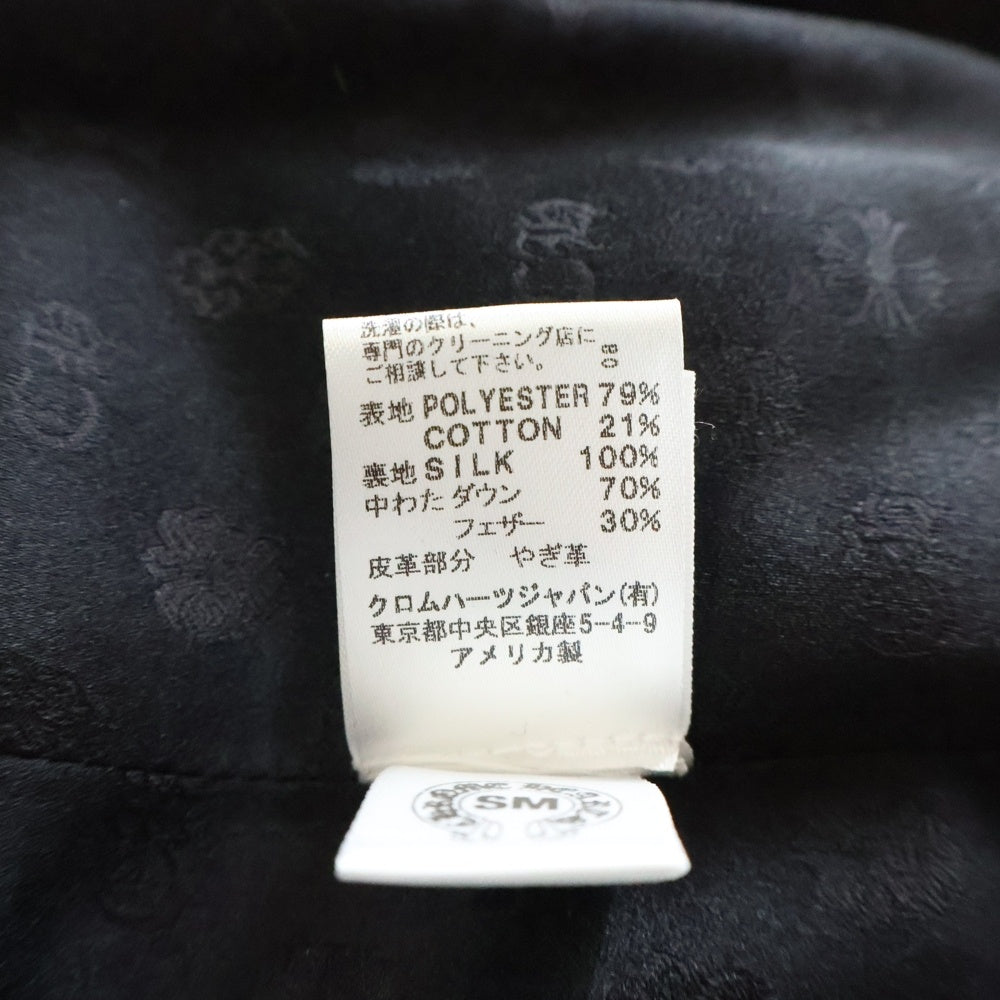 洗濯の際は、
専門のクリーニング店に
ご相談して下さい。
BO
表地 POLYESTER 79%
COTTON 21%
裏地 SILK 100%
中わた ダウン 70%
フェザー 30%
皮革部分 やぎ革
クロムハーツジャパン(有)
東京都中央区銀座5-4-9
アメリカ製
SM